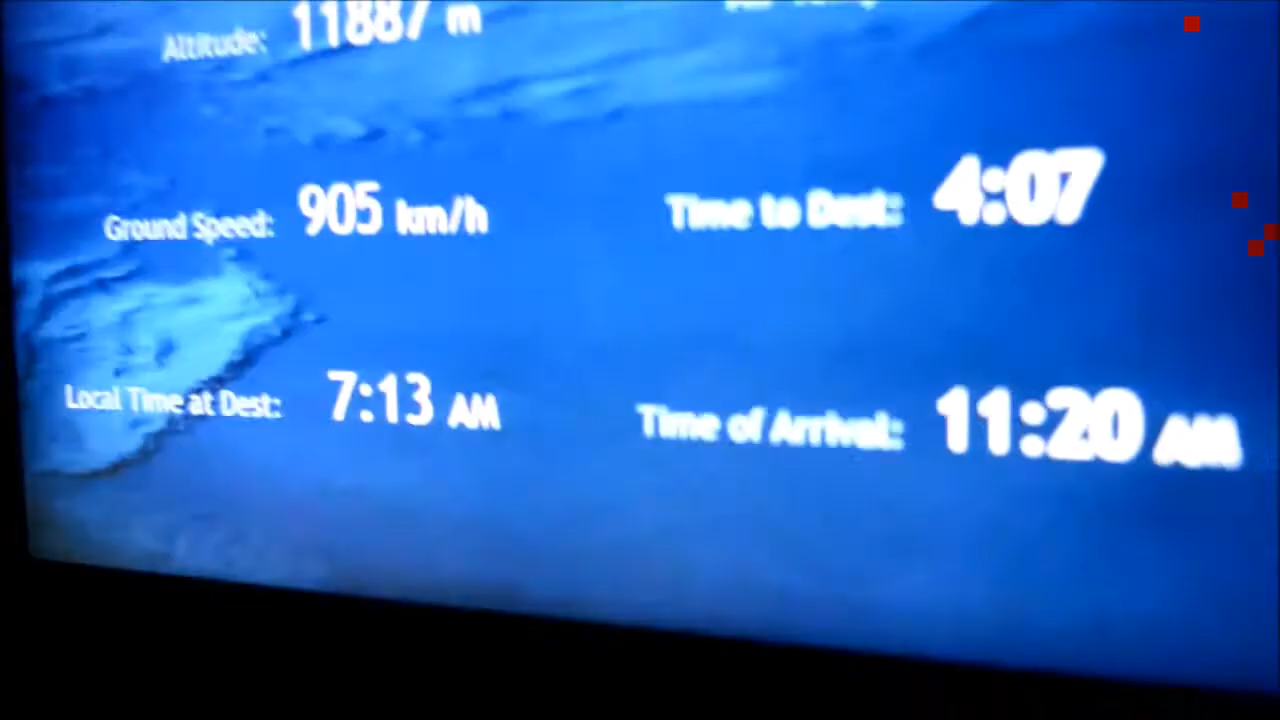 Altitude: 11887 m
Ground Speed: 905 km/h
Time to Dest: 4:07
Local Time at Dest: 7:13 AM
Time of Arrival: 11:20 AM